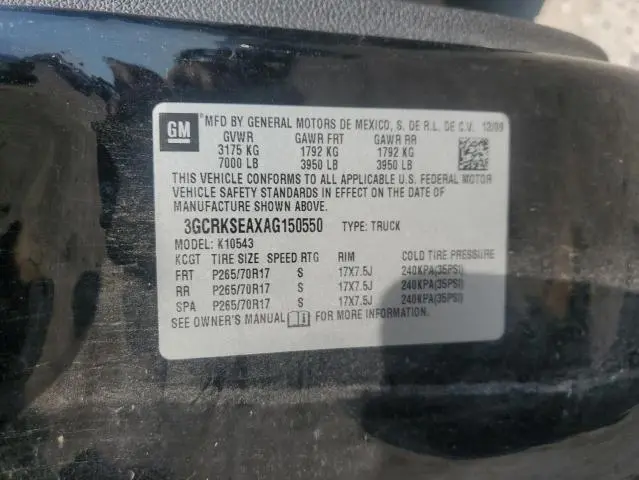 GM ®MFD BY GENERAL MOTORS DE MEXICO, S. DE R.L. DE C.V. 12/09
GVWR GAWR FRT GAWR RR
3175 KG 1792 KG 1792 KG
7000 LB 3950 LB 3950 LB
THIS VEHICLE CONFORMS TO ALL APPLICABLE U.S. FEDERAL MOTOR
VEHICLE SAFETY STANDARDS IN EFFECT ON THE DATE OF
MANUFACTURE SHOWN ABOVE.
3GCRKSEAXAG150550 TYPE: TRUCK
MODEL: K10543
KCGT TIRE SIZE SPEED RTG RIM COLD TIRE PRESSURE
FRT P265/70R17 S 17X7.5J 240KPA(35PSI)
RR P265/70R17 S 17X7.5J 240KPA(35PSI)
SPA P265/70R17 S 17X7.5J 240KPA(35PSI)
SEE OWNER'S MANUAL FOR MORE INFORMATION.